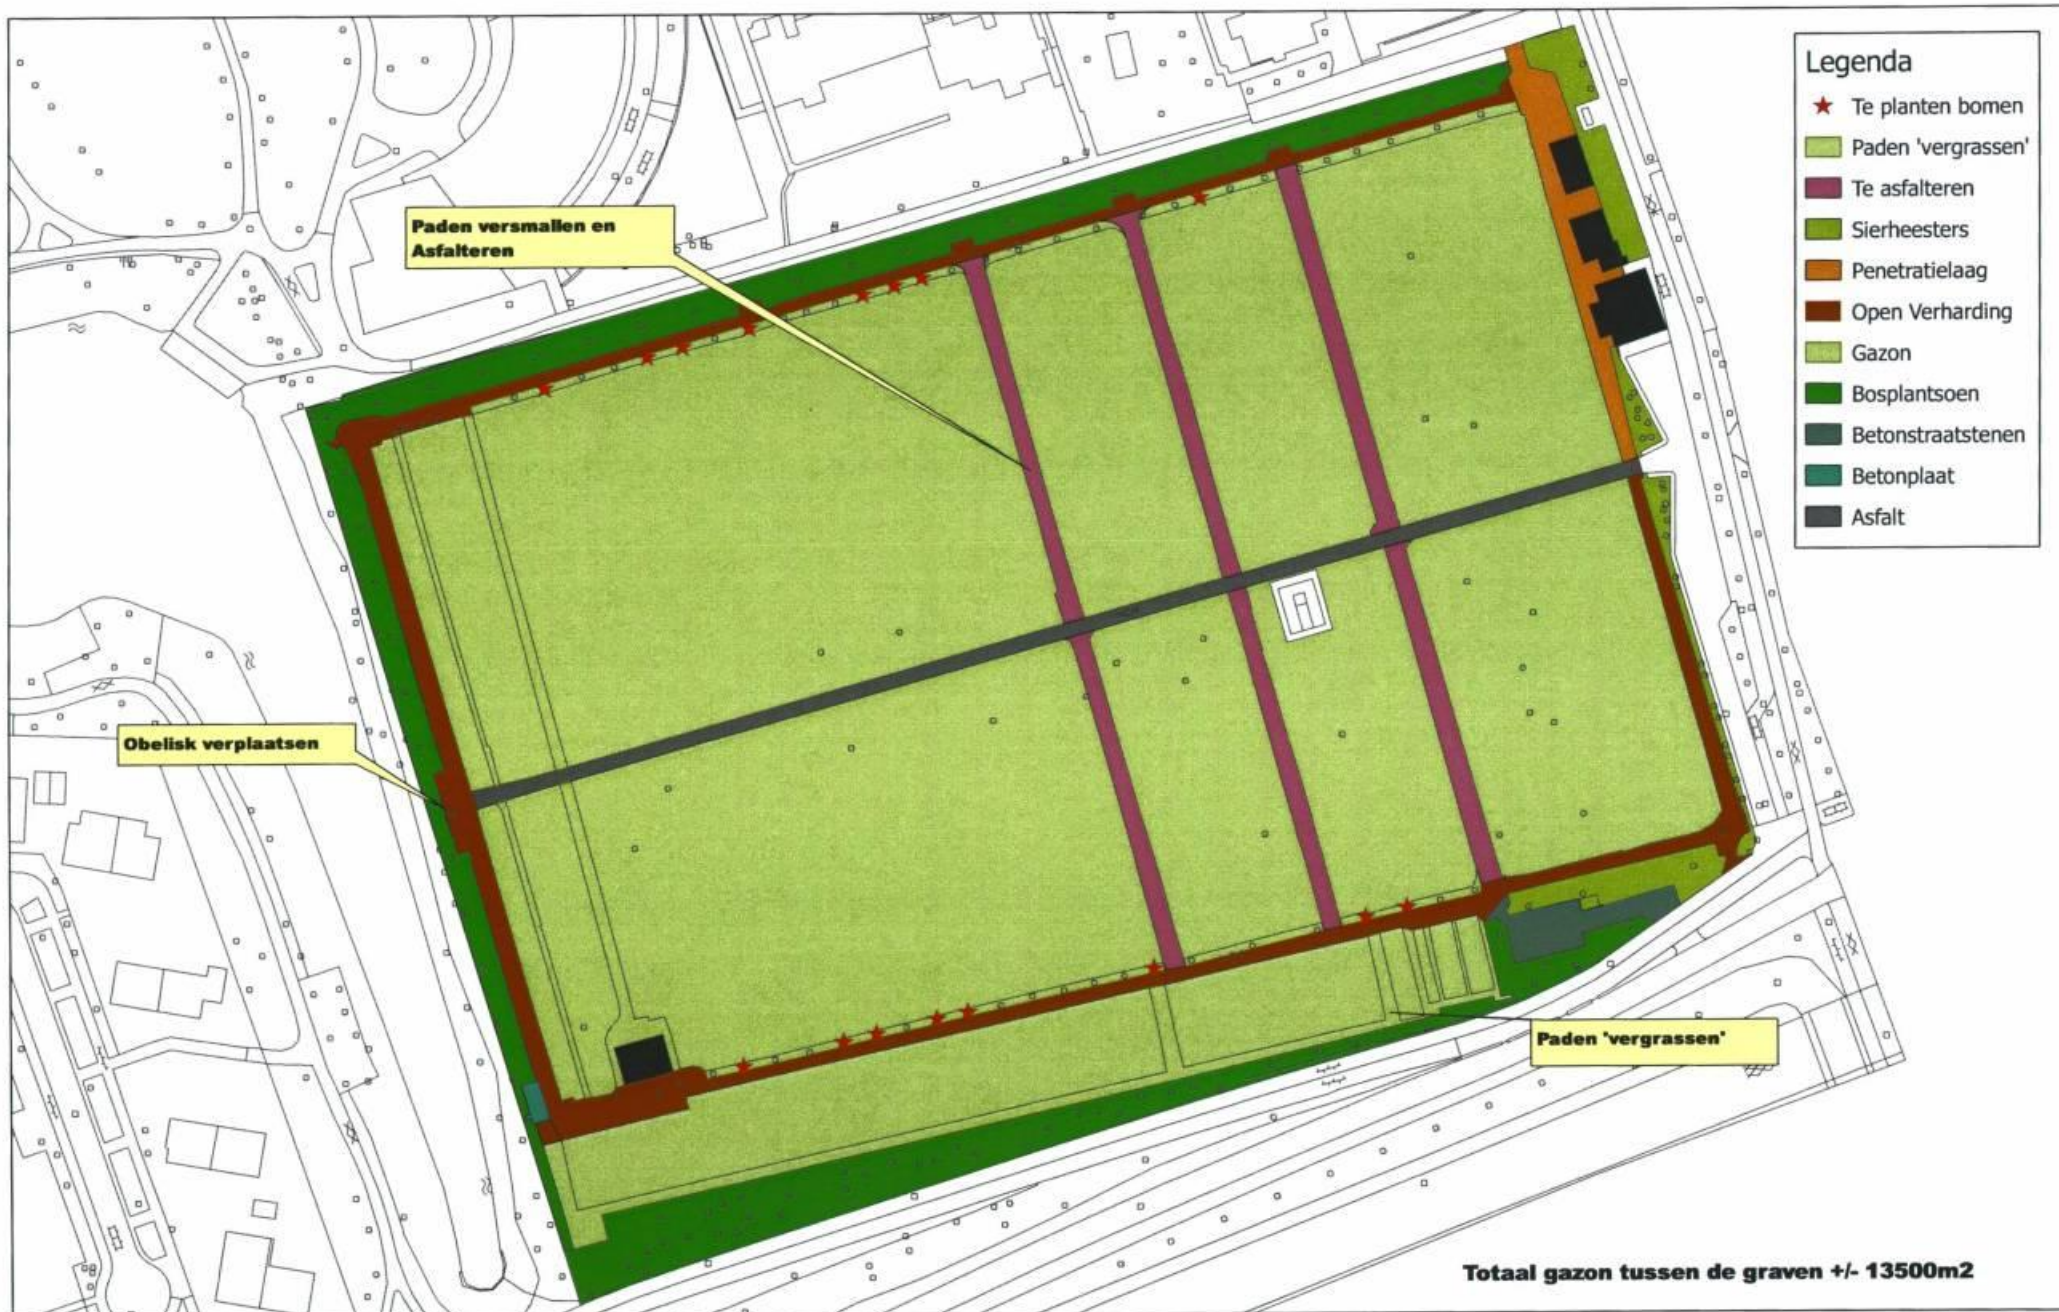 Legenda
Te planten bomen
Paden 'vergrassen'
Te asfalteren
Sierheesters
Penetratielaag
Open Verharding
Gazon
Bosplantsoen
Betonstraatstenen
Betonplaat
Asfalt
Paden versmallen en
Asfalteren
Obelisk verplaatsen
Paden 'vergrassen'
Totaal gazon tussen de graven +/- 13500m2